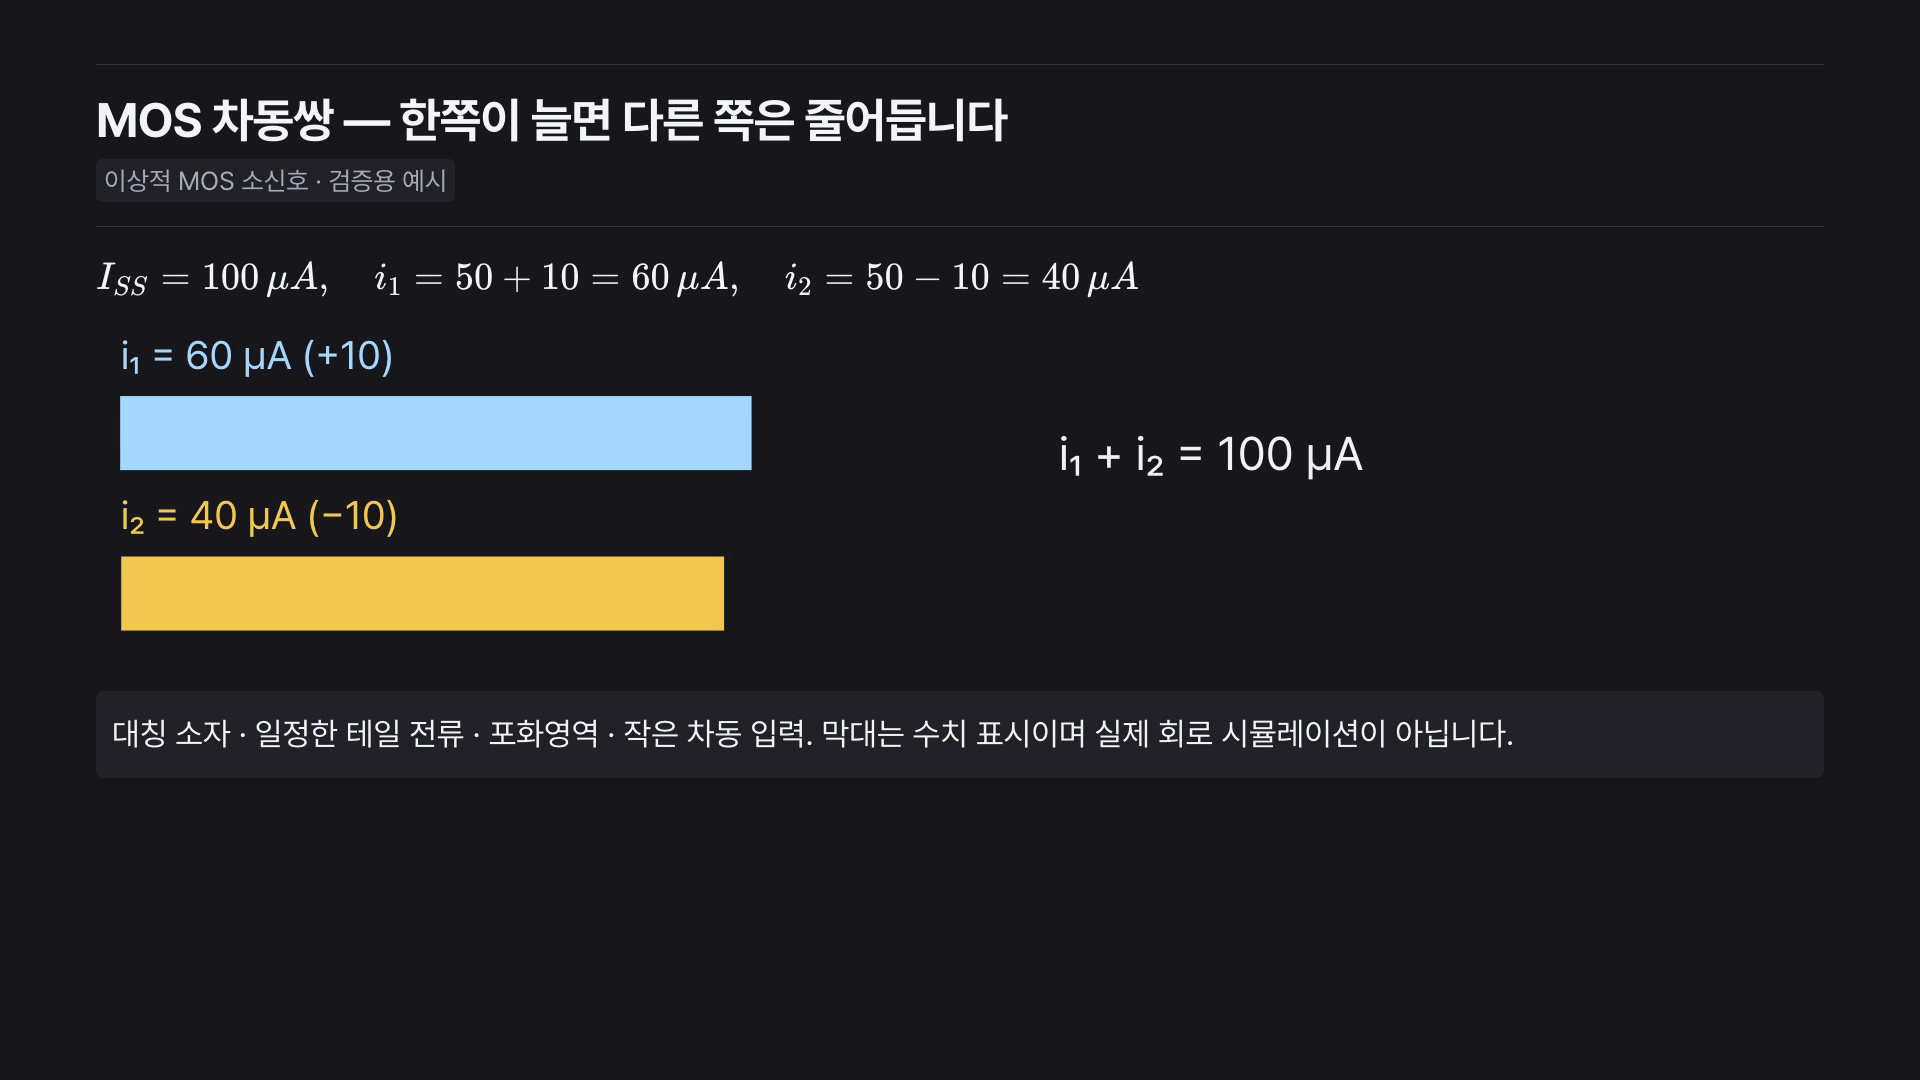 MOS 차동쌍 — 한쪽이 늘면 다른 쪽은 줄어듭니다
이상적 MOS 소신호 · 검증용 예시
I_SS = 100 μA, i₁ = 50 + 10 = 60 μA, i₂ = 50 − 10 = 40 μA
i₁ = 60 μA (+10)
i₁ + i₂ = 100 μA
i₂ = 40 μA (−10)
대칭 소자 · 일정한 테일 전류 · 포화영역 · 작은 차동 입력. 막대는 수치 표시이며 실제 회로 시뮬레이션이 아닙니다.